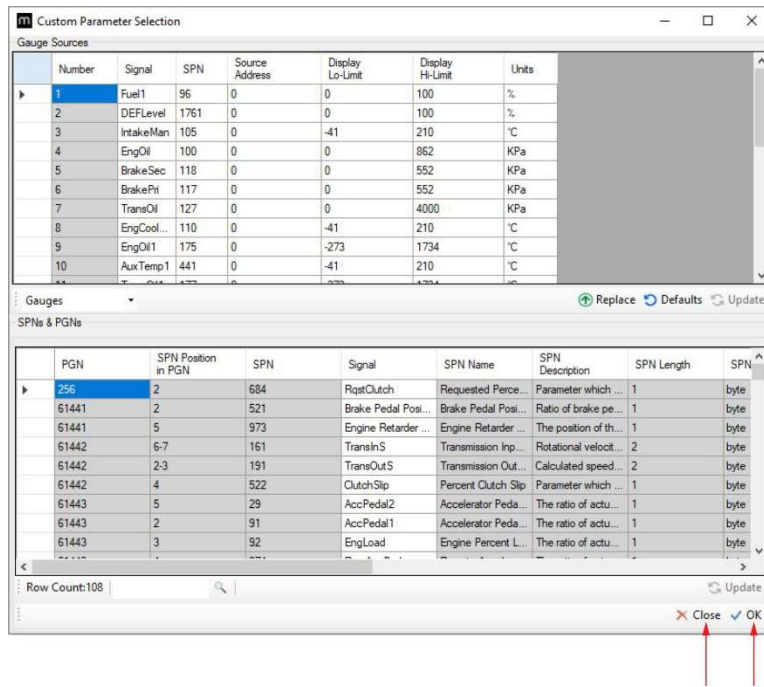 m Custom Parameter Selection
Gauge Sources
Number Signal SPN Source Address Display Lo-Limit Display Hi-Limit Units
1 Fuel1 96 0 0 100 %
2 DEFLevel 1761 0 0 100 %
3 IntakeMan 105 0 -41 210 °C
4 EngOil 100 0 0 862 KPa
5 BrakeSec 118 0 0 552 KPa
6 BrakePri 117 0 0 552 KPa
7 TransOil 127 0 0 4000 KPa
8 EngCool... 110 0 -41 210 °C
9 EngOil1 175 0 -273 1734 °C
10 AuxTemp1 441 0 -41 210 °C
Gauges Replace Defaults Update
SPNs & PGNs
PGN SPN Position in PGN SPN Signal SPN Name SPN Description SPN Length SPN
256 2 684 RqstClutch Requested Perce... Parameter which ... 1 byte
61441 2 521 Brake Pedal Posi... Brake Pedal Posi... Ratio of brake pe... 1 byte
61441 5 973 Engine Retarder ... Engine Retarder ... The position of th... 1 byte
61442 6-7 161 TransInS Transmission Inp... Rotational velocit... 2 byte
61442 2-3 191 TransOutS Transmission Out... Calculated speed... 2 byte
61442 4 522 ClutchSlip Percent Clutch Slip Parameter which ... 1 byte
61443 5 29 AccPedal2 Accelerator Peda... The ratio of actu... 1 byte
61443 2 91 AccPedal1 Accelerator Peda... The ratio of actu... 1 byte
61443 3 92 EngLoad Engine Percent L... The ratio of actu... 1 byte
Row Count:108 Update
Close OK